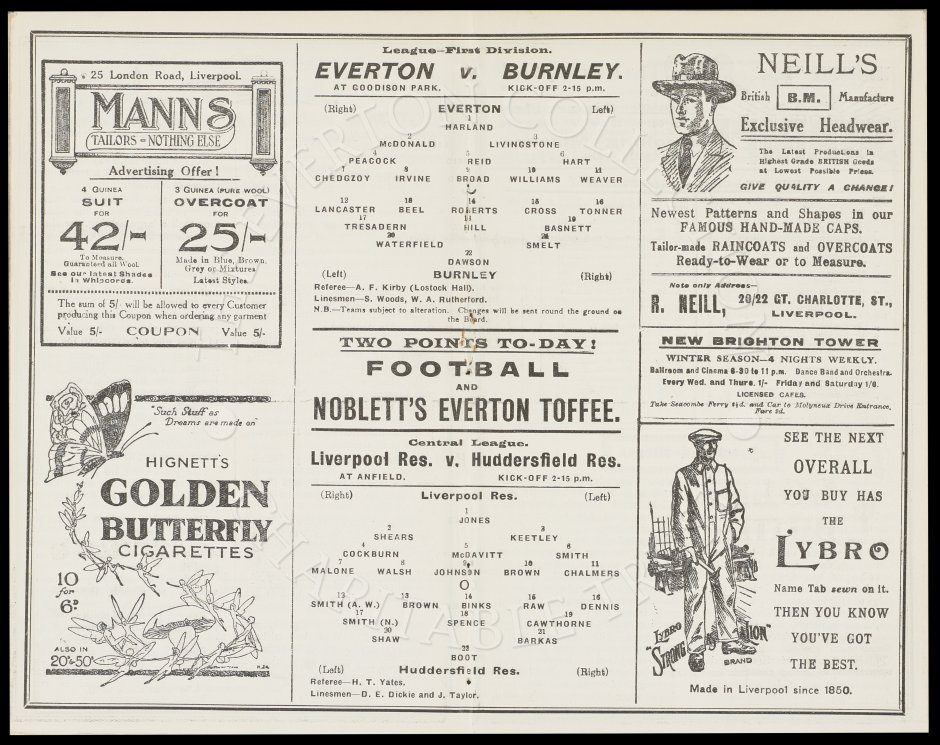 25 London Road, Liverpool.
MANNS
TAILORS - NOTHING ELSE
Advertising Offer!
4 GUINEA
SUIT
FOR
42/-
To Measure.
Guaranteed all Wool.
See our latest Shades
in Whipcords.
3 GUINEA (PURE WOOL)
OVERCOAT
FOR
25/-
Made in Blue, Brown,
Grey or Mixtures.
Latest Styles.
The sum of 5/- will be allowed to every Customer
producing this Coupon when ordering any garment
Value 5/- COUPON Value 5/-
"Such Stuff as
Dreams are made on"
HIGNETT'S
GOLDEN
BUTTERFLY
CIGARETTES
10
for
6D.
ALSO IN
20's-50s
League—First Division.
EVERTON v. BURNLEY.
AT GOODISON PARK. KICK-OFF 2-15 p.m.
(Right) EVERTON Left)
1
HARLAND
2 3
McDONALD LIVINGSTONE
4 5 6
PEACOCK REID HART
7 8 9 10 11
CHEDGZOY IRVINE BROAD WILLIAMS WEAVER
12 13 14 15 16
LANCASTER BEEL ROBERTS CROSS TONNER
17 18 19
TRESADERN HILL BASNETT
20 21
WATERFIELD SMELT
22
DAWSON
(Left) BURNLEY (Right)
Referee—A. F. Kirby (Lostock Hall).
Linesmen—S. Woods, W. A. Rutherford.
N.B.—Teams subject to alteration. Changes will be sent round the ground on
the Board.
TWO POINTS TO-DAY!
FOOTBALL
AND
NOBLETT'S EVERTON TOFFEE.
Central League.
Liverpool Res. v. Huddersfield Res.
AT ANFIELD. KICK-OFF 2-15 p.m.
(Right) Liverpool Res. (Left)
1
JONES
2 3
SHEARS KEETLEY
4 5 6
COCKBURN McDAVITT SMITH
7 8 9 10 11
MALONE WALSH JOHNSON BROWN CHALMERS
O
12 13 14 15 16
SMITH (A. W.) BROWN BINKS RAW DENNIS
17 18 19
SMITH (N.) SPENCE CAWTHORNE
20 21
SHAW BARKAS
22
BOOT
(Left) Huddersfield Res. (Right)
Referee—H. T. Yates.
Linesmen—D. E. Dickie and J. Taylor.
NEILL'S
British B.M. Manufacture
Exclusive Headwear.
The Latest Productions in
Highest Grade BRITISH Goods
at Lowest Possible Prices.
GIVE QUALITY A CHANCE!
Newest Patterns and Shapes in our
FAMOUS HAND-MADE CAPS.
Tailor-made RAINCOATS and OVERCOATS
Ready-to-Wear or to Measure.
Note only Address—
R. NEILL, 20/22 GT. CHARLOTTE, ST.,
LIVERPOOL.
NEW BRIGHTON TOWER
WINTER SEASON—4 NIGHTS WEEKLY.
Ballroom and Cinema 6-30 to 11 p.m. Dance Band and Orchestra.
Every Wed. and Thurs. 1/- Friday and Saturday 1/6.
LICENSED CAFES.
Take Seacombe Ferry and Car to Molyneux Drive Entrance,
SEE THE NEXT
OVERALL
YOU BUY HAS
THE
LYBRO
Name Tab sewn on it.
THEN YOU KNOW
YOU'VE GOT
THE BEST.
LYBRO
"STRONG
BRAND
Made in Liverpool since 1850.